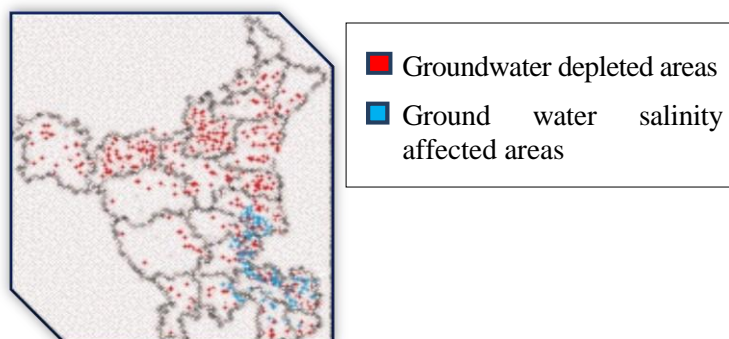 Groundwater depleted areas
Ground water salinity
affected areas